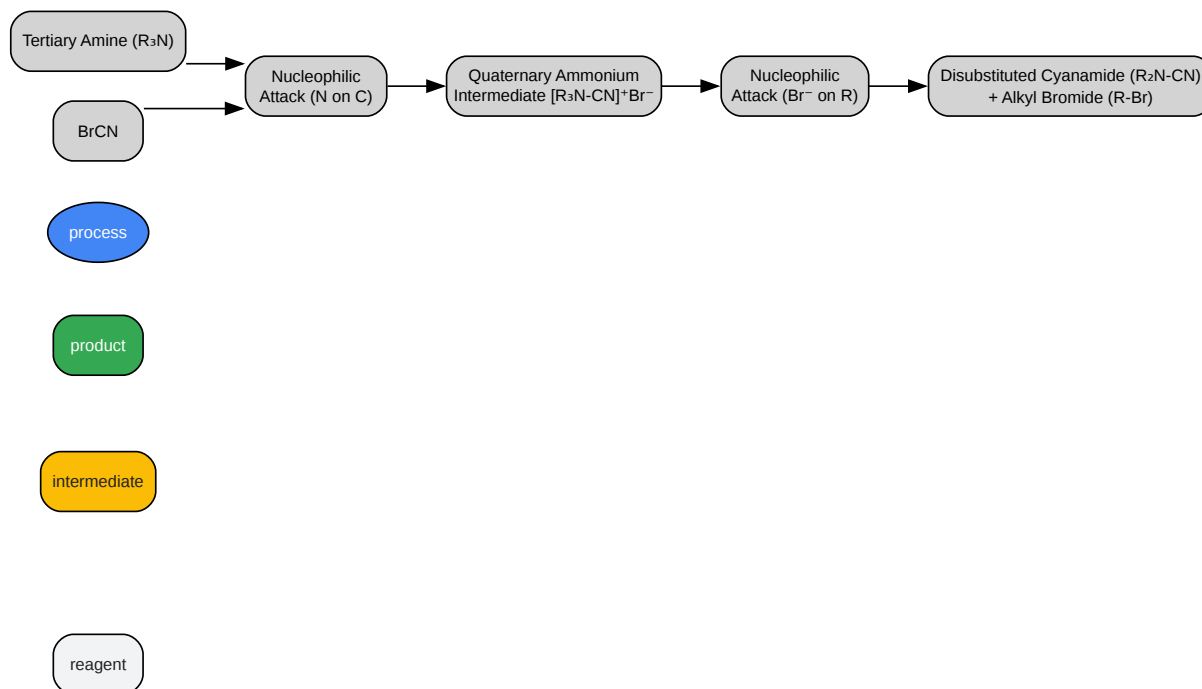 Tertiary Amine (R₃N)
BrCN
Nucleophilic
Attack (N on C)
Quaternary Ammonium
Intermediate [R₃N-CN]⁺Br⁻
Nucleophilic
Attack (Br⁻ on R)
Disubstituted Cyanamide (R₂N-CN)
+ Alkyl Bromide (R-Br)
process
product
intermediate
reagent